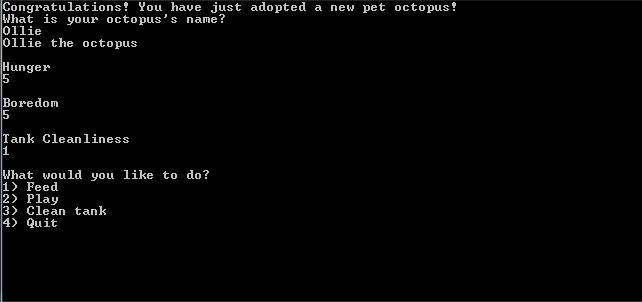 Congratulations! You have just adopted a new pet octopus!
What is your octopus's name?
Ollie
Ollie the octopus
Hunger
5
Boredom
5
Tank Cleanliness
1
What would you like to do?
1) Feed
2) Play
3) Clean tank
4) Quit